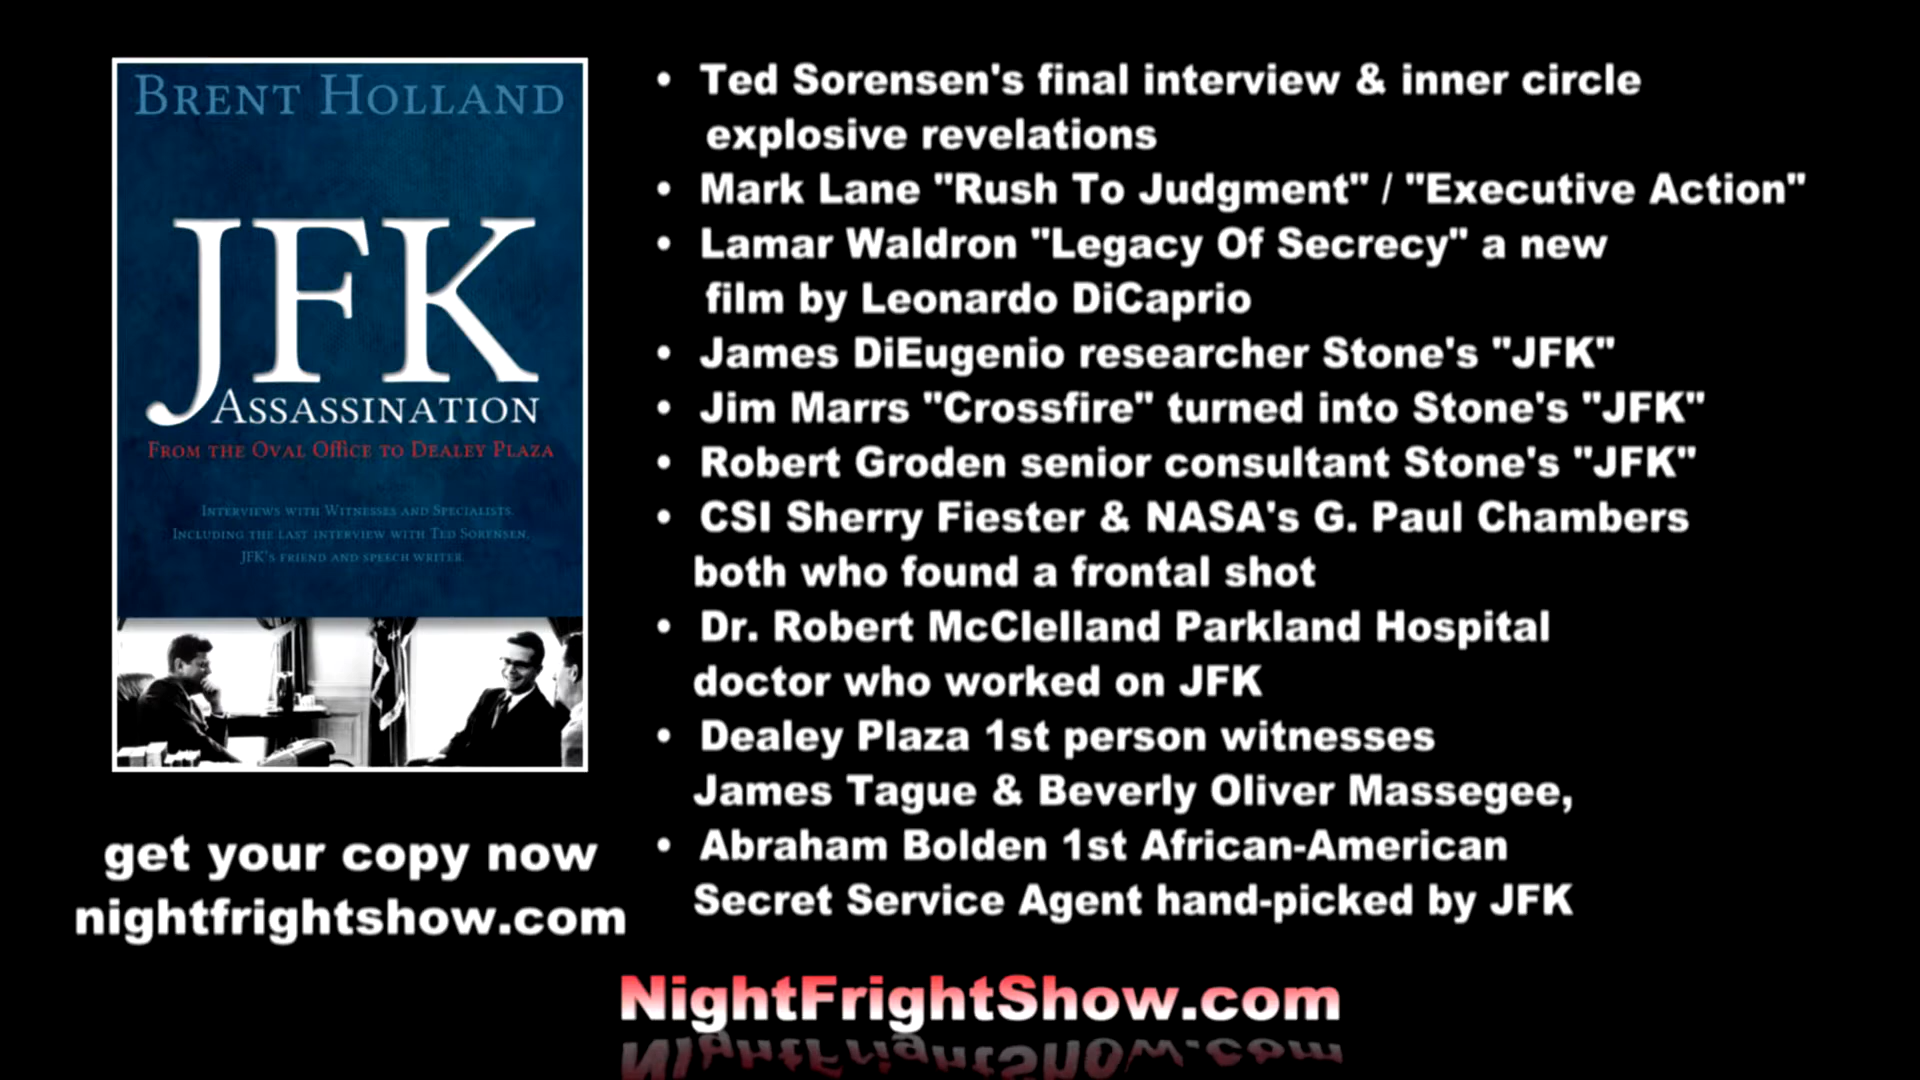 BRENT HOLLAND
JFK
ASSASSINATION
FROM THE OVAL OFFICE TO DEALEY PLAZA
INTERVIEWS WITH WITNESSES AND SPECIALISTS.
INCLUDING THE LAST INTERVIEW WITH TED SORENSEN,
JFK'S FRIEND AND SPEECH WRITER.
get your copy now
nightfrightshow.com
• Ted Sorensen's final interview & inner circle
explosive revelations
• Mark Lane "Rush To Judgment" / "Executive Action"
• Lamar Waldron "Legacy Of Secrecy" a new
film by Leonardo DiCaprio
• James DiEugenio researcher Stone's "JFK"
• Jim Marrs "Crossfire" turned into Stone's "JFK"
• Robert Groden senior consultant Stone's "JFK"
• CSI Sherry Fiester & NASA's G. Paul Chambers
both who found a frontal shot
• Dr. Robert McClelland Parkland Hospital
doctor who worked on JFK
• Dealey Plaza 1st person witnesses
James Tague & Beverly Oliver Massegee,
• Abraham Bolden 1st African-American
Secret Service Agent hand-picked by JFK
NightFrightShow.com